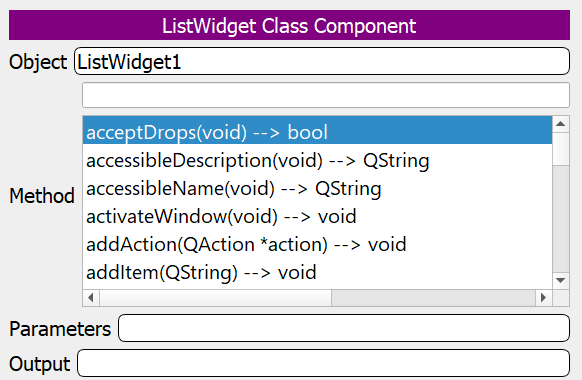 ListWidget Class Component
Object ListWidget1
acceptDrops(void) --> bool
accessibleDescription(void) --> QString
accessibleName(void) --> QString
Method
activateWindow(void) --> void
addAction(QAction *action) --> void
addItem(QString) --> void
Parameters
Output